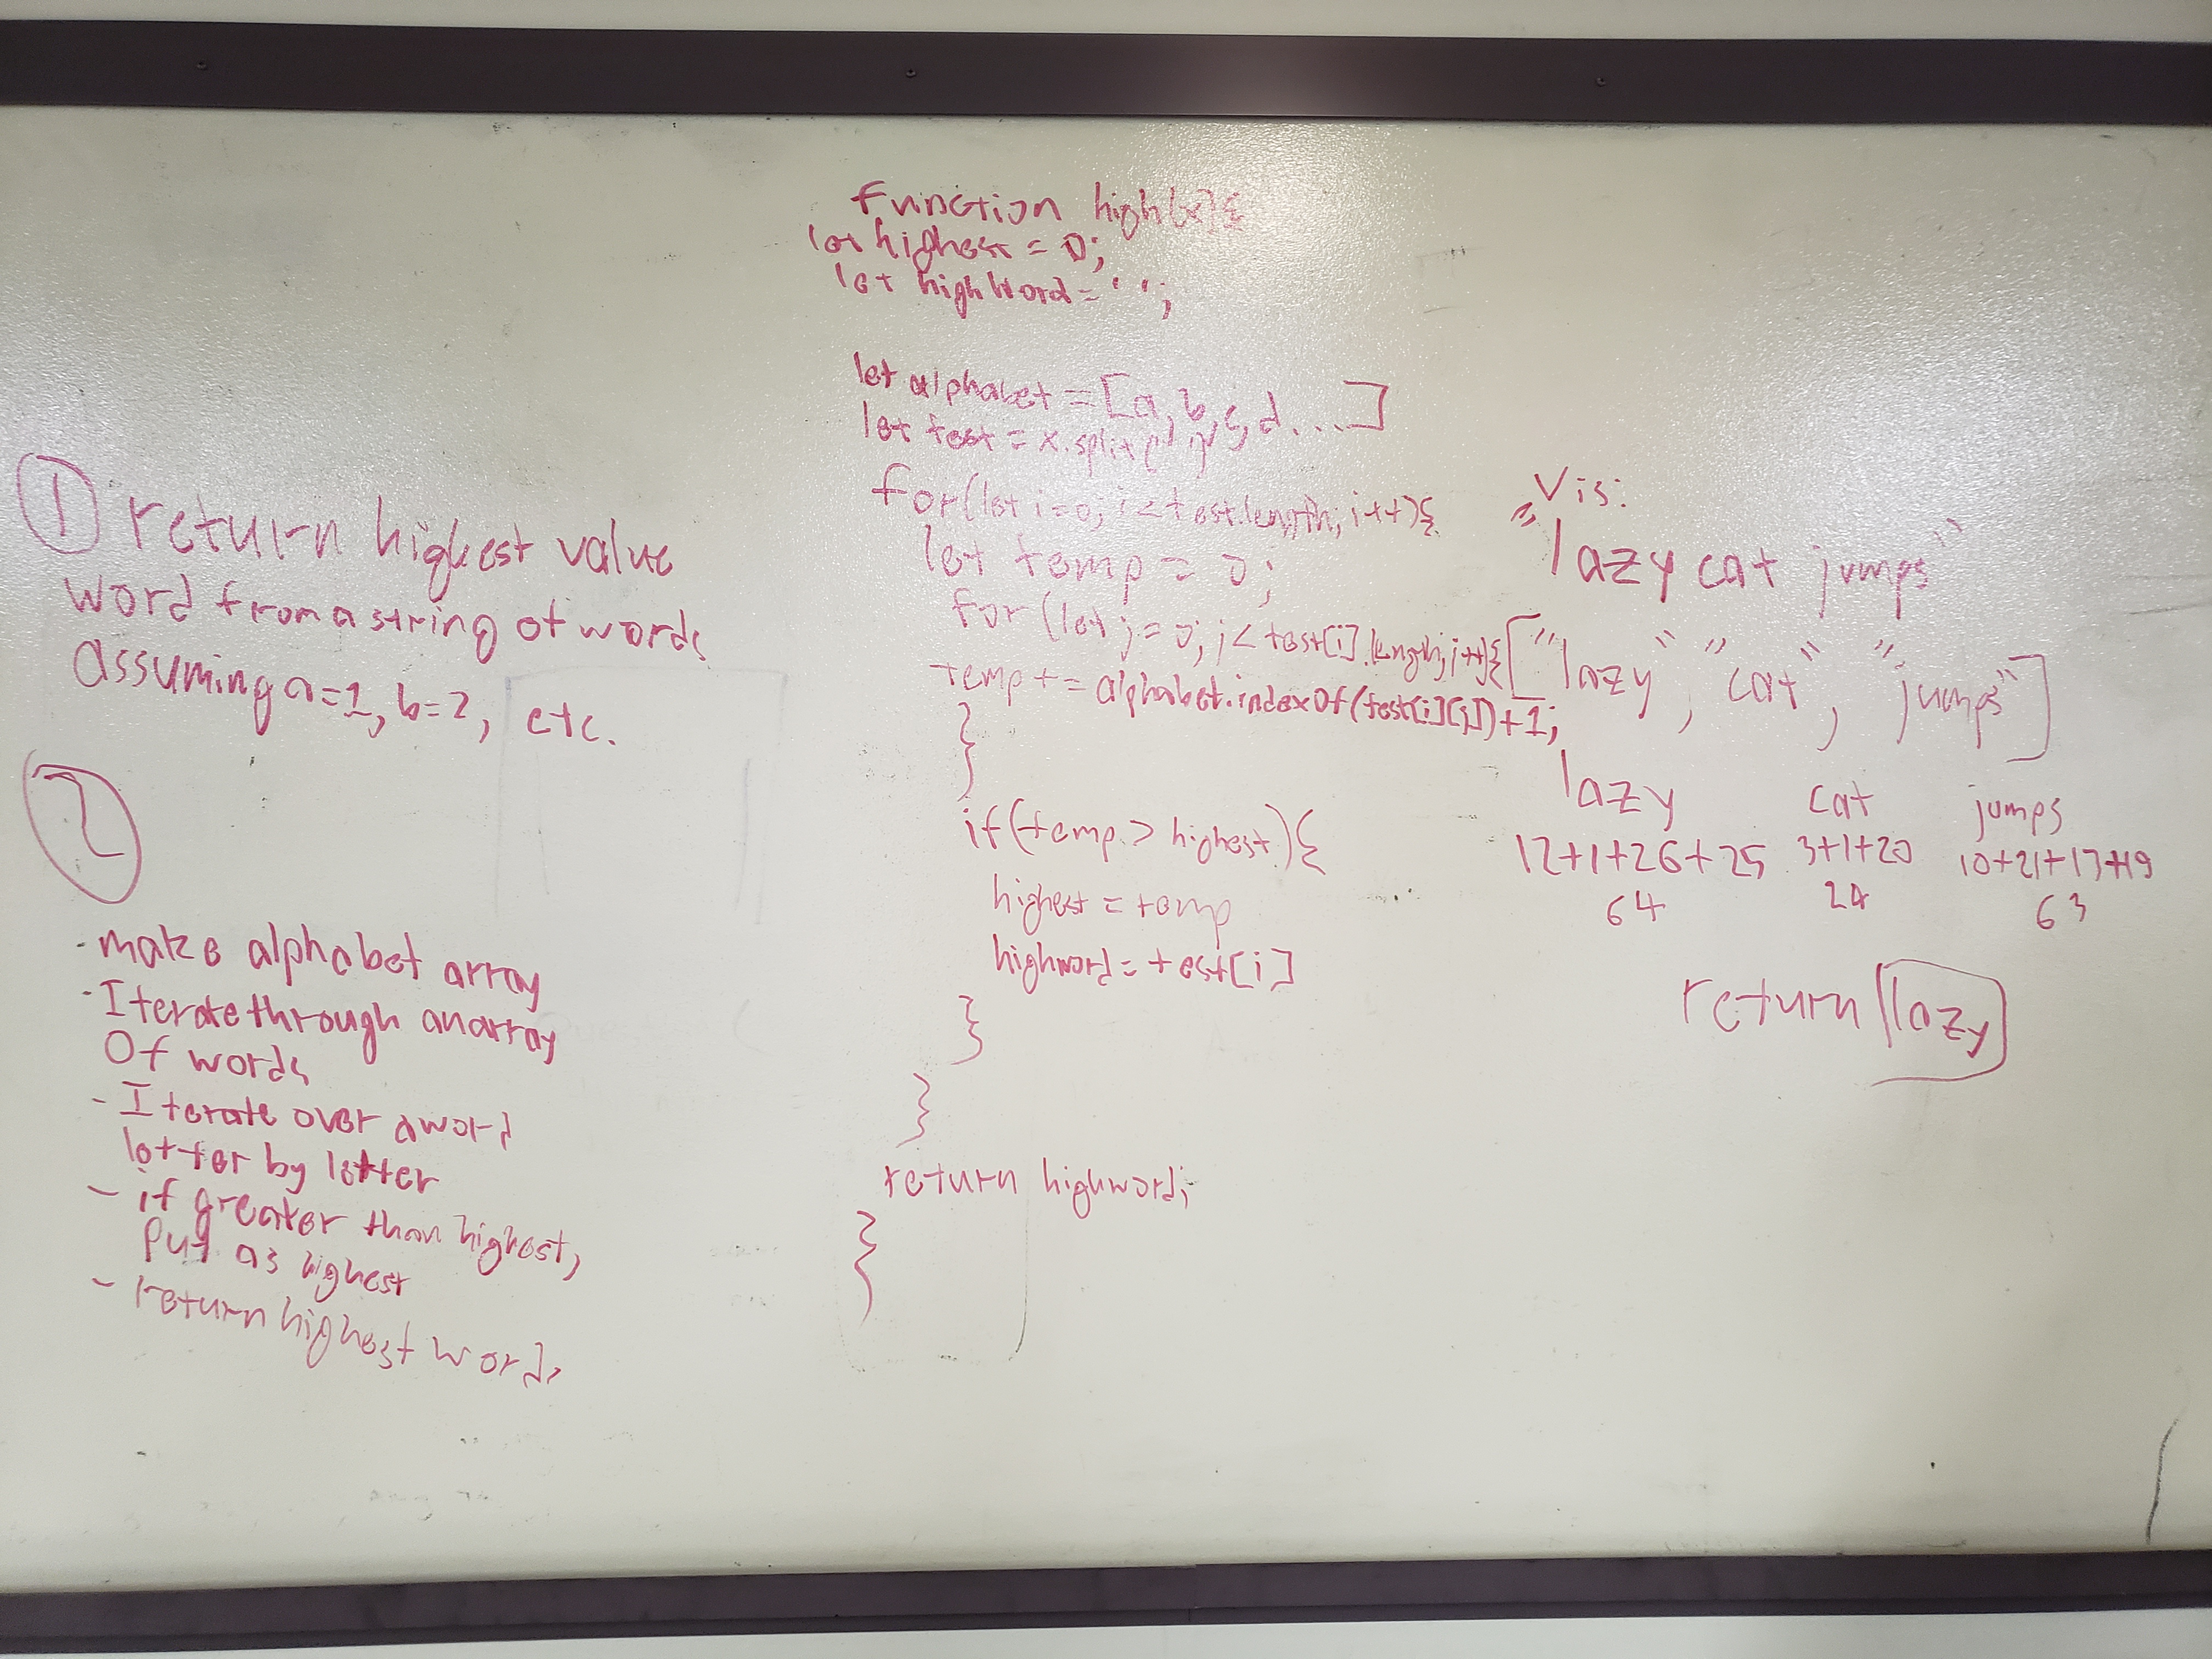 ① return highest value
word from a string of words
assuming a=1, b=2, etc.
②
- make alphabet array
- Iterate through an array
Of words
- Iterate over a word
letter by letter
- if greater than highest,
Put as highest
- return highest word.
function high(x){
let highest = 0;
let highWord = ' ';
let alphabet = [a, b, c, d....]
let test = x.split(' ')
for(let i=0; i<test.length; i++){
let temp = 0;
for (let j=0; j<test[i].length; j++){
temp += alphabet.indexOf(test[i][j])+1;
}
if(temp > highest){
highest = temp
highword = test[i]
}
}
return highword;
}
Vis:
"lazy cat jumps"
["lazy", "cat", "jumps"]
lazy cat jumps
12+1+26+25 3+1+20 10+21+13+19
64 24 63
return lazy